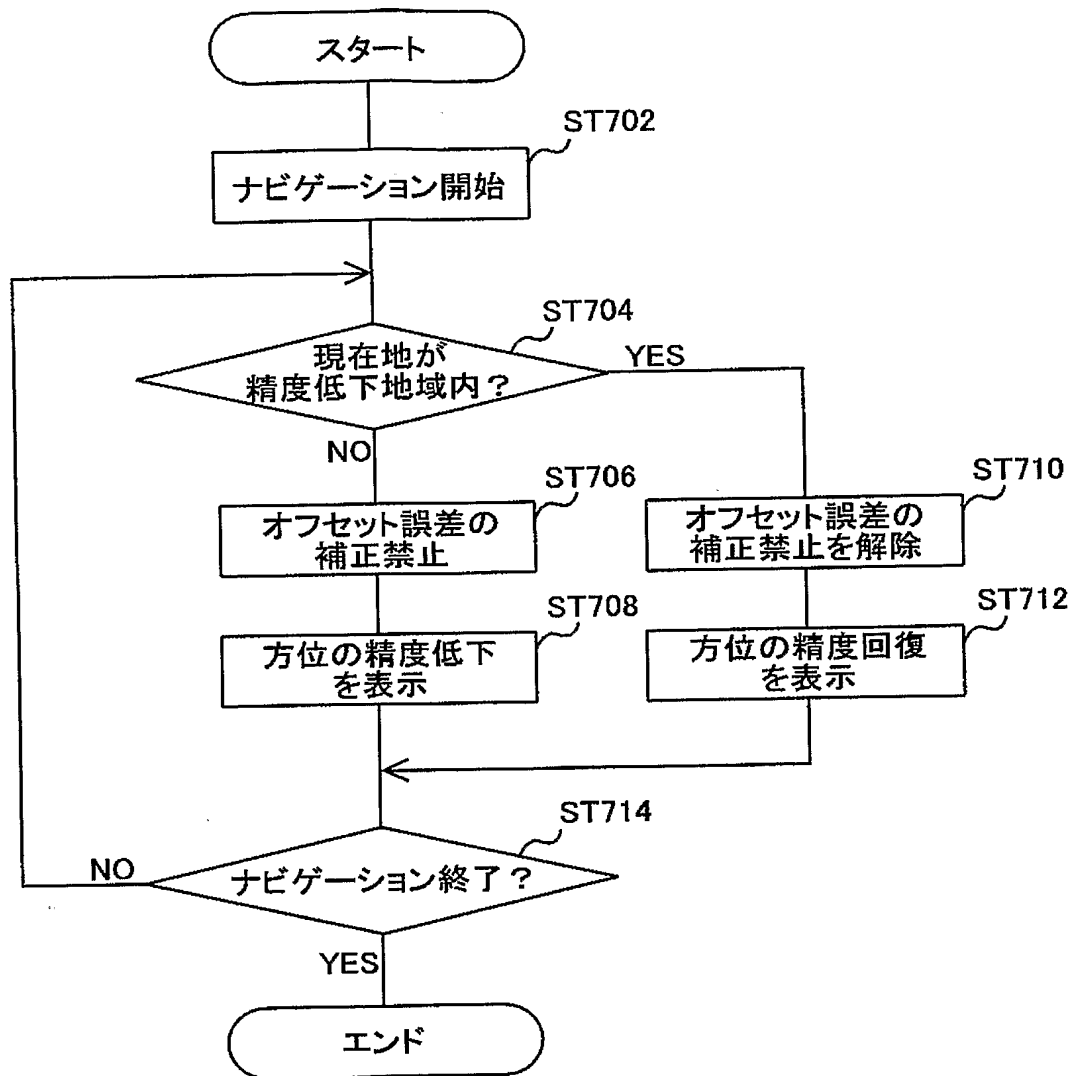 スタート
ST702
ナビゲーション開始
ST704
現在地が
精度低下地域内？
YES
NO
ST706
オフセット誤差の
補正禁止
ST710
オフセット誤差の
補正禁止を解除
ST708
方位の精度低下
を表示
ST712
方位の精度回復
を表示
ST714
ナビゲーション終了？
NO
YES
エンド